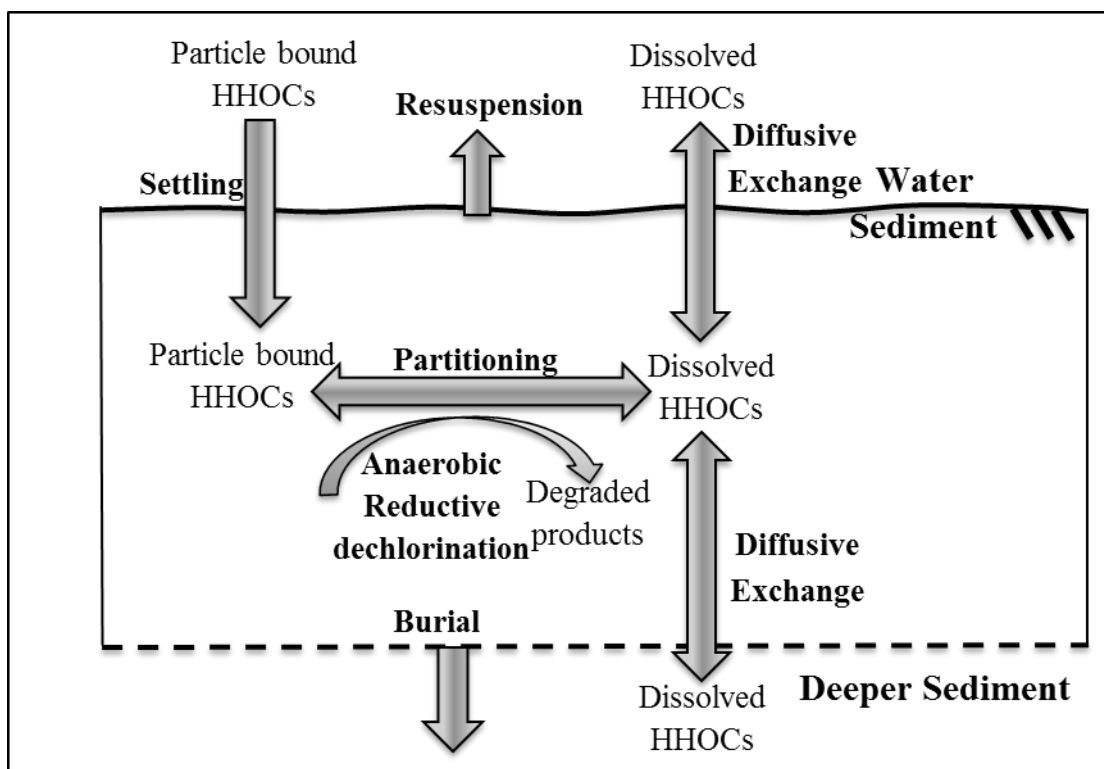 Particle bound
HHOCs
Resuspension
Dissolved
HHOCs
Settling
Diffusive
Exchange
Water
Sediment
Particle bound
HHOCs
Partitioning
Dissolved
HHOCs
Anaerobic
Reductive
dechlorination
Degraded
products
Diffusive
Exchange
Burial
Deeper Sediment
Dissolved
HHOCs